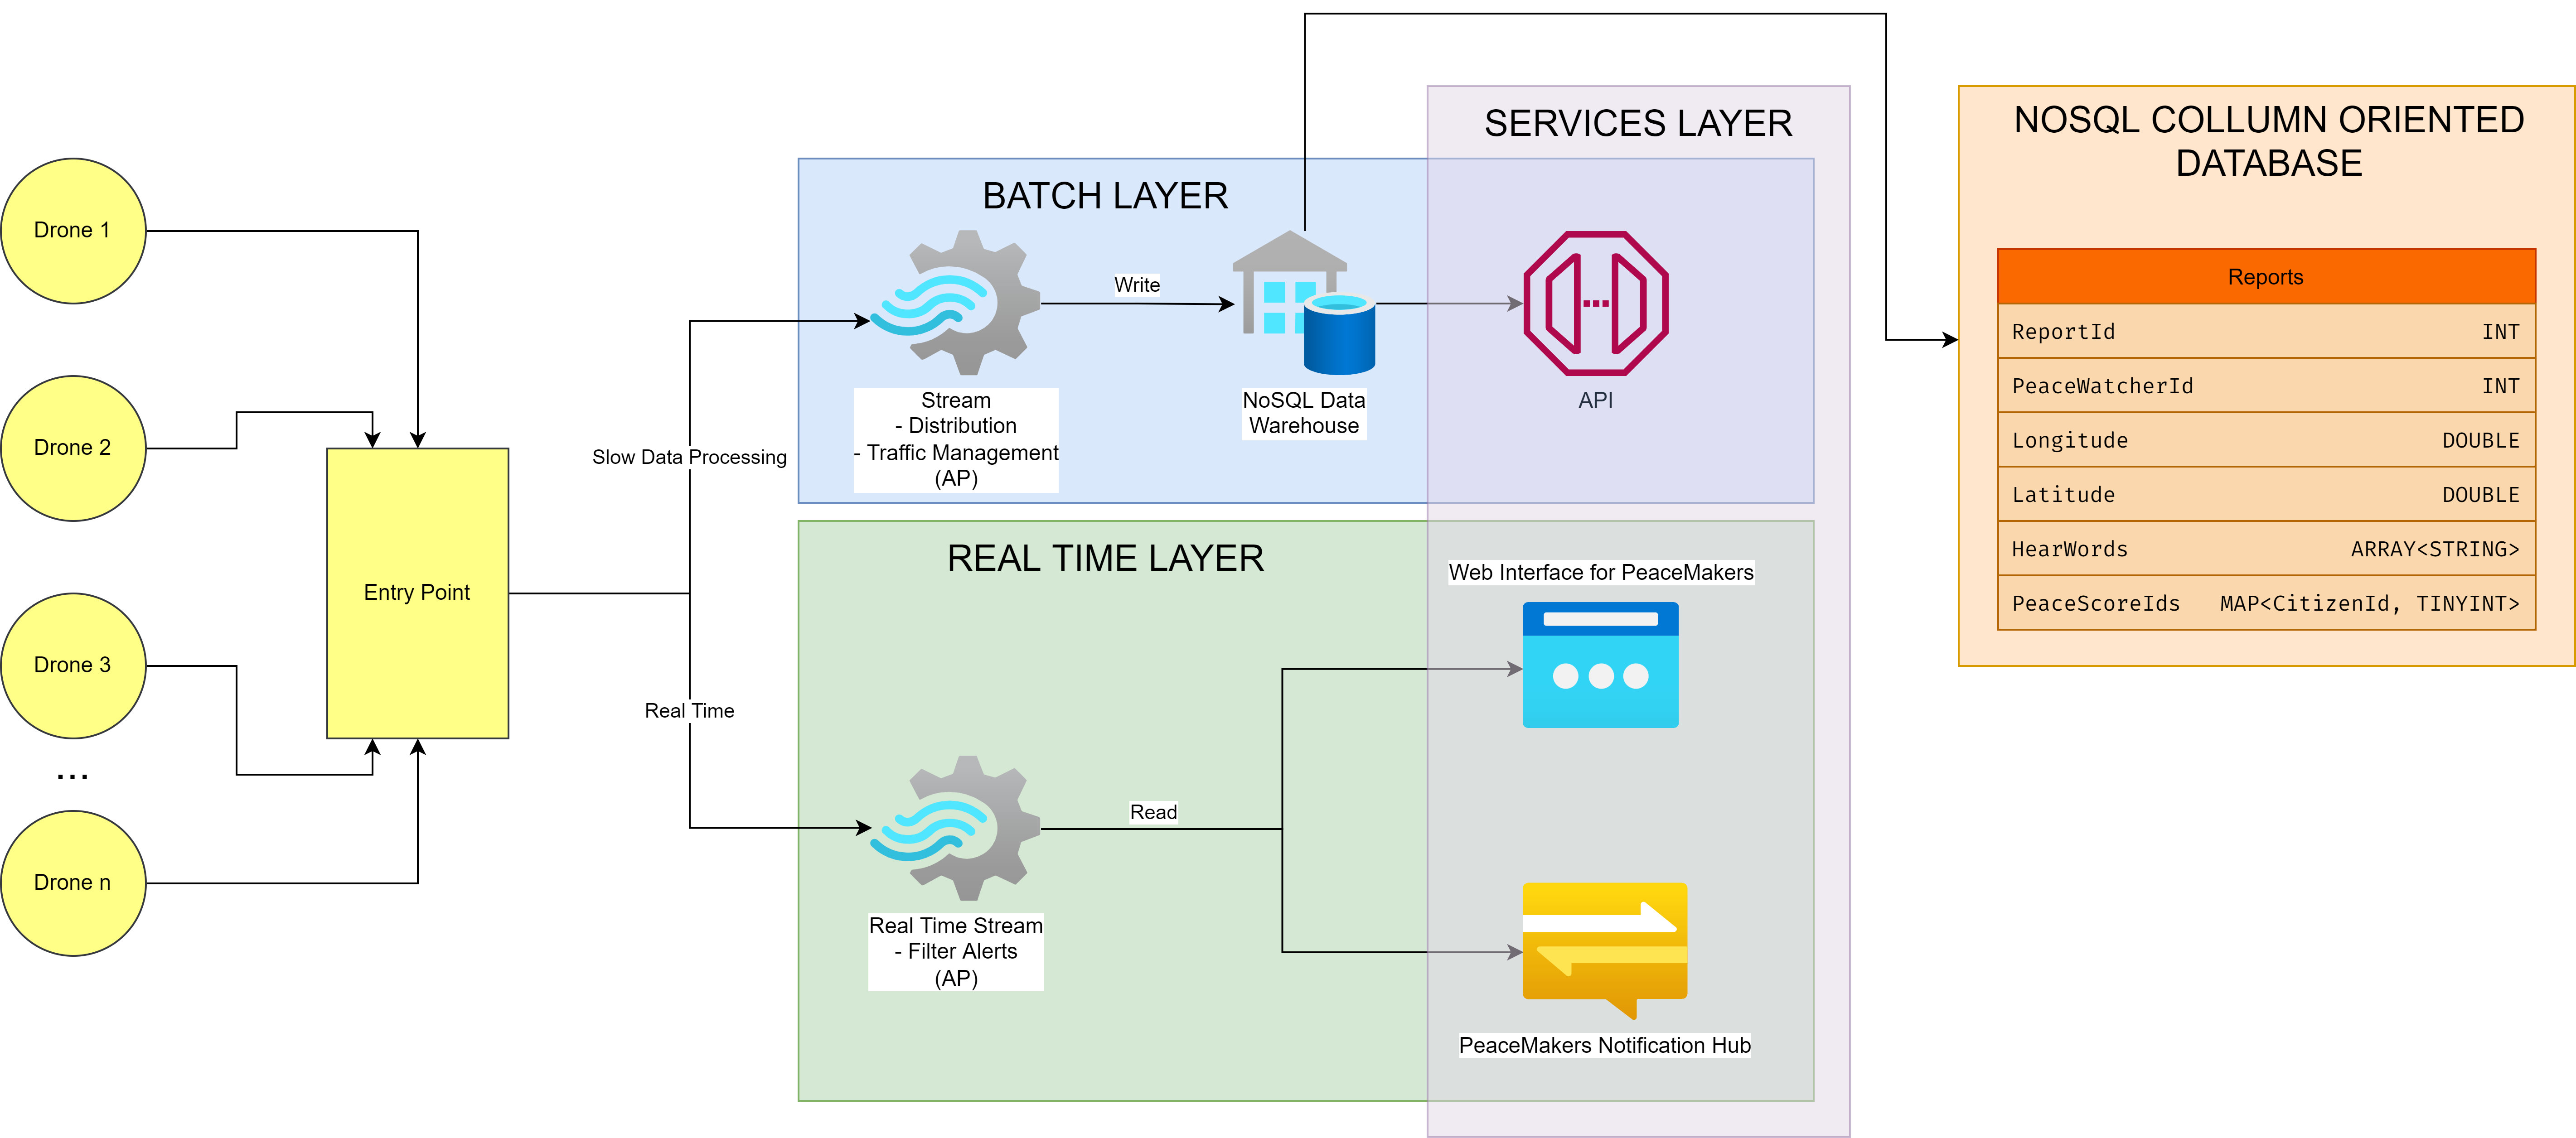 Drone 1
Drone 2
Drone 3
...
Drone n
Entry Point
Slow Data Processing
Real Time
BATCH LAYER
Stream
- Distribution
- Traffic Management
(AP)
Write
NoSQL Data
Warehouse
SERVICES LAYER
API
REAL TIME LAYER
Real Time Stream
- Filter Alerts
(AP)
Read
Web Interface for PeaceMakers
PeaceMakers Notification Hub
NOSQL COLLUMN ORIENTED
DATABASE
Reports
ReportId INT
PeaceWatcherId INT
Longitude DOUBLE
Latitude DOUBLE
HearWords ARRAY<STRING>
PeaceScoreIds MAP<CitizenId, TINYINT>